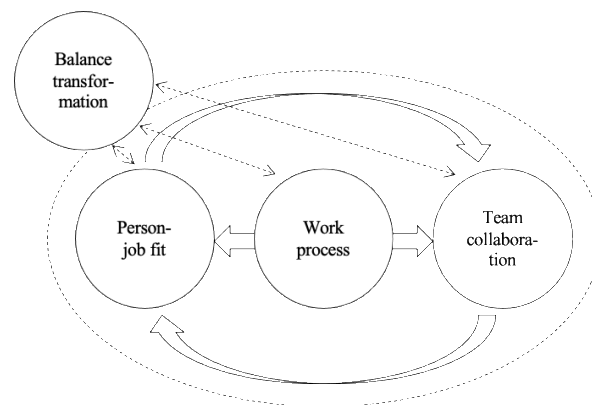 Balance
transfor-
mation
Person-
job fit
Work
process
Team
collabora-
tion